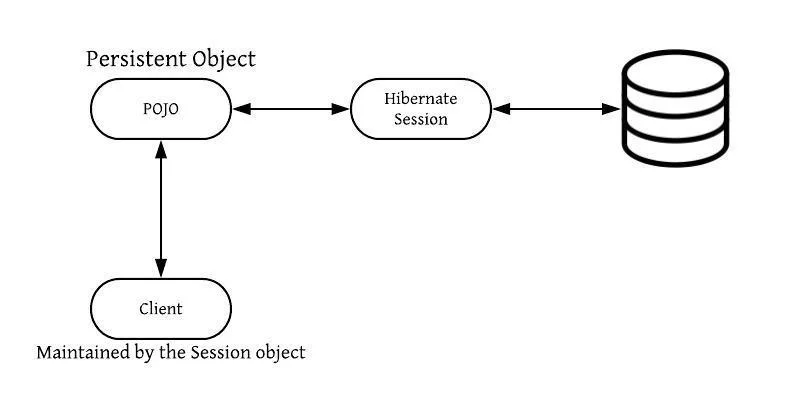 Persistent Object
POJO
Hibernate
Session
Client
Maintained by the Session object